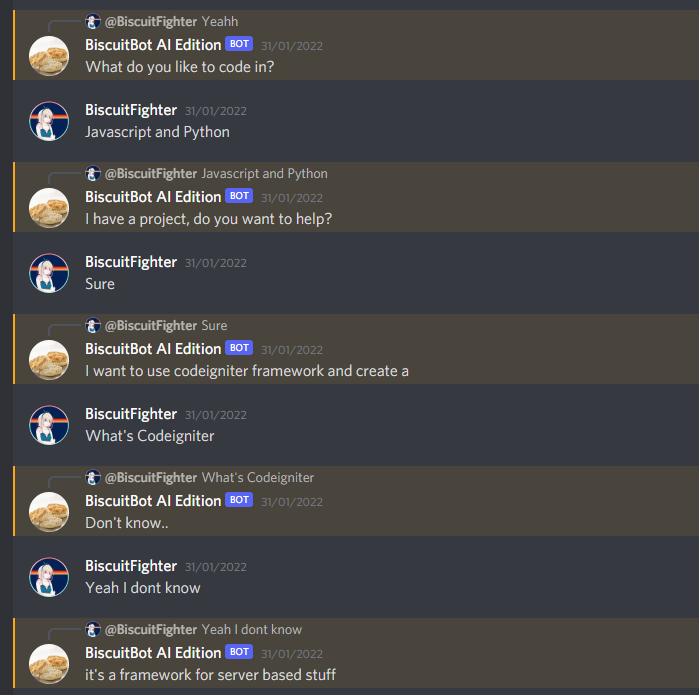 @BiscuitFighter Yeahh
BiscuitBot AI Edition BOT 31/01/2022
What do you like to code in?
BiscuitFighter 31/01/2022
Javascript and Python
@BiscuitFighter Javascript and Python
BiscuitBot AI Edition BOT 31/01/2022
I have a project, do you want to help?
BiscuitFighter 31/01/2022
Sure
@BiscuitFighter Sure
BiscuitBot AI Edition BOT 31/01/2022
I want to use codeigniter framework and create a
BiscuitFighter 31/01/2022
What's Codeigniter
@BiscuitFighter What's Codeigniter
BiscuitBot AI Edition BOT 31/01/2022
Don't know..
BiscuitFighter 31/01/2022
Yeah I dont know
@BiscuitFighter Yeah I dont know
BiscuitBot AI Edition BOT 31/01/2022
it's a framework for server based stuff